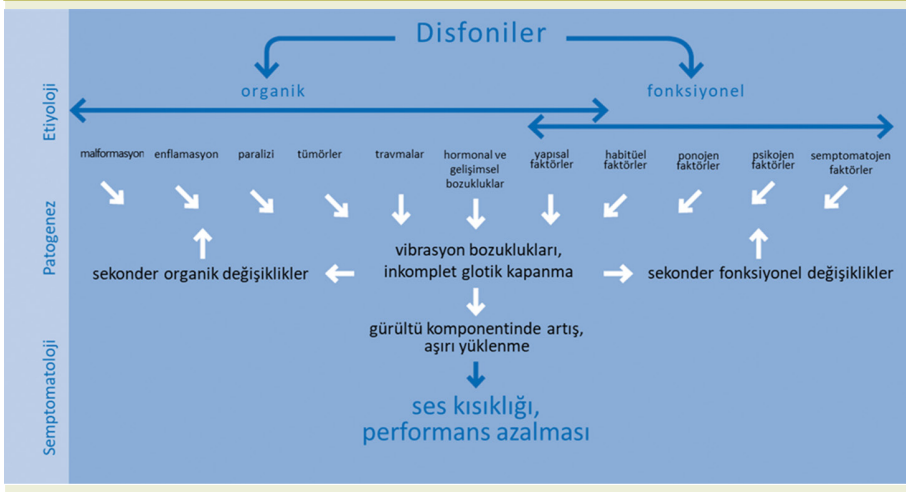 Disfoniler
organik
fonksiyonel
Etiyoloji
malformasyon
enflamasyon
paralizi
tümörler
travmalar
hormonal ve
gelişimsel
bozukluklar
yapısal
faktörler
habitüel
faktörler
ponojen
faktörler
psikojen
faktörler
semptomatojen
faktörler
Patogenez
vibrasyon bozuklukları,
inkomplet glotik kapanma
sekonder organik değişiklikler
sekonder fonksiyonel değişiklikler
gürültü komponentinde artış,
aşırı yüklenme
Semptomatoloji
ses kısıklığı,
performans azalması